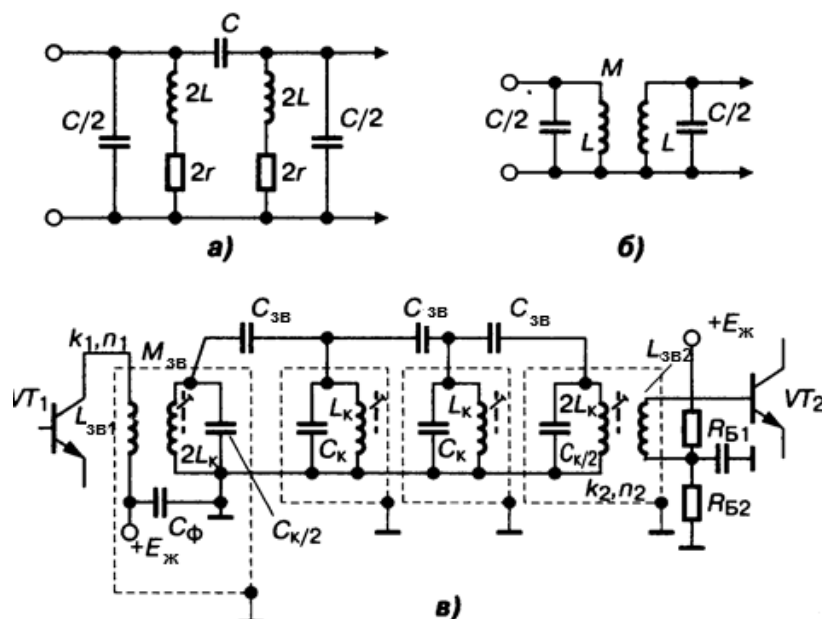 C
2L
2L
C/2
C/2
2r
2r
а)
M
C/2
L
L
C/2
б)
Cзв
Cзв
Cзв
k₁,n₁
Mзв
+Eж
Lзв2
VT₁
Lзв1
2Lк
Lк
Cк
Lк
Cк
2Lк
Cк/2
RБ1
VT₂
k₂,n₂
RБ2
Cф
+Eж
Cк/2
в)